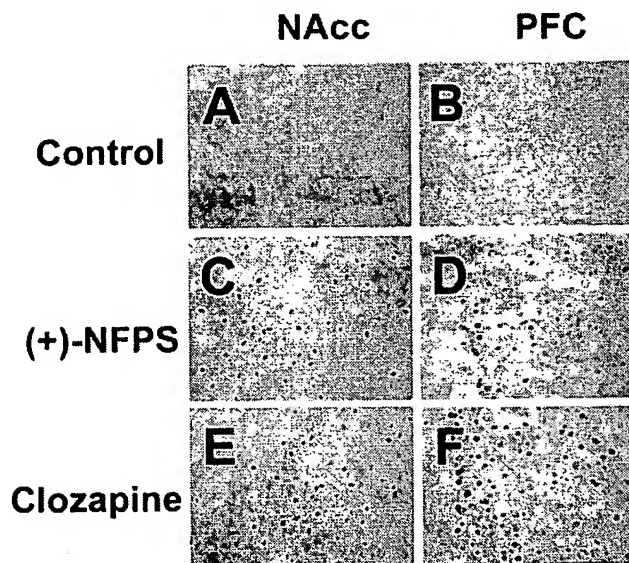 NAcc PFC
A B
Control
C D
(+)-NFPS
E F
Clozapine